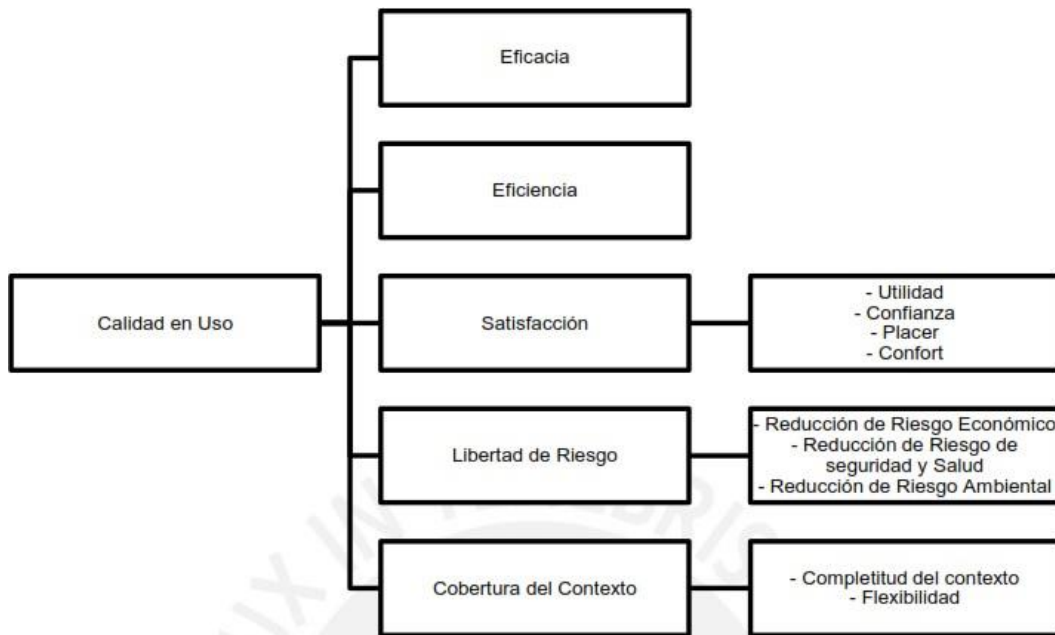 Eficacia
Eficiencia
Calidad en Uso
Satisfacción
- Utilidad
- Confianza
- Placer
- Confort
Libertad de Riesgo
- Reducción de Riesgo Económico
- Reducción de Riesgo de
seguridad y Salud
- Reducción de Riesgo Ambiental
Cobertura del Contexto
- Completitud del contexto
- Flexibilidad